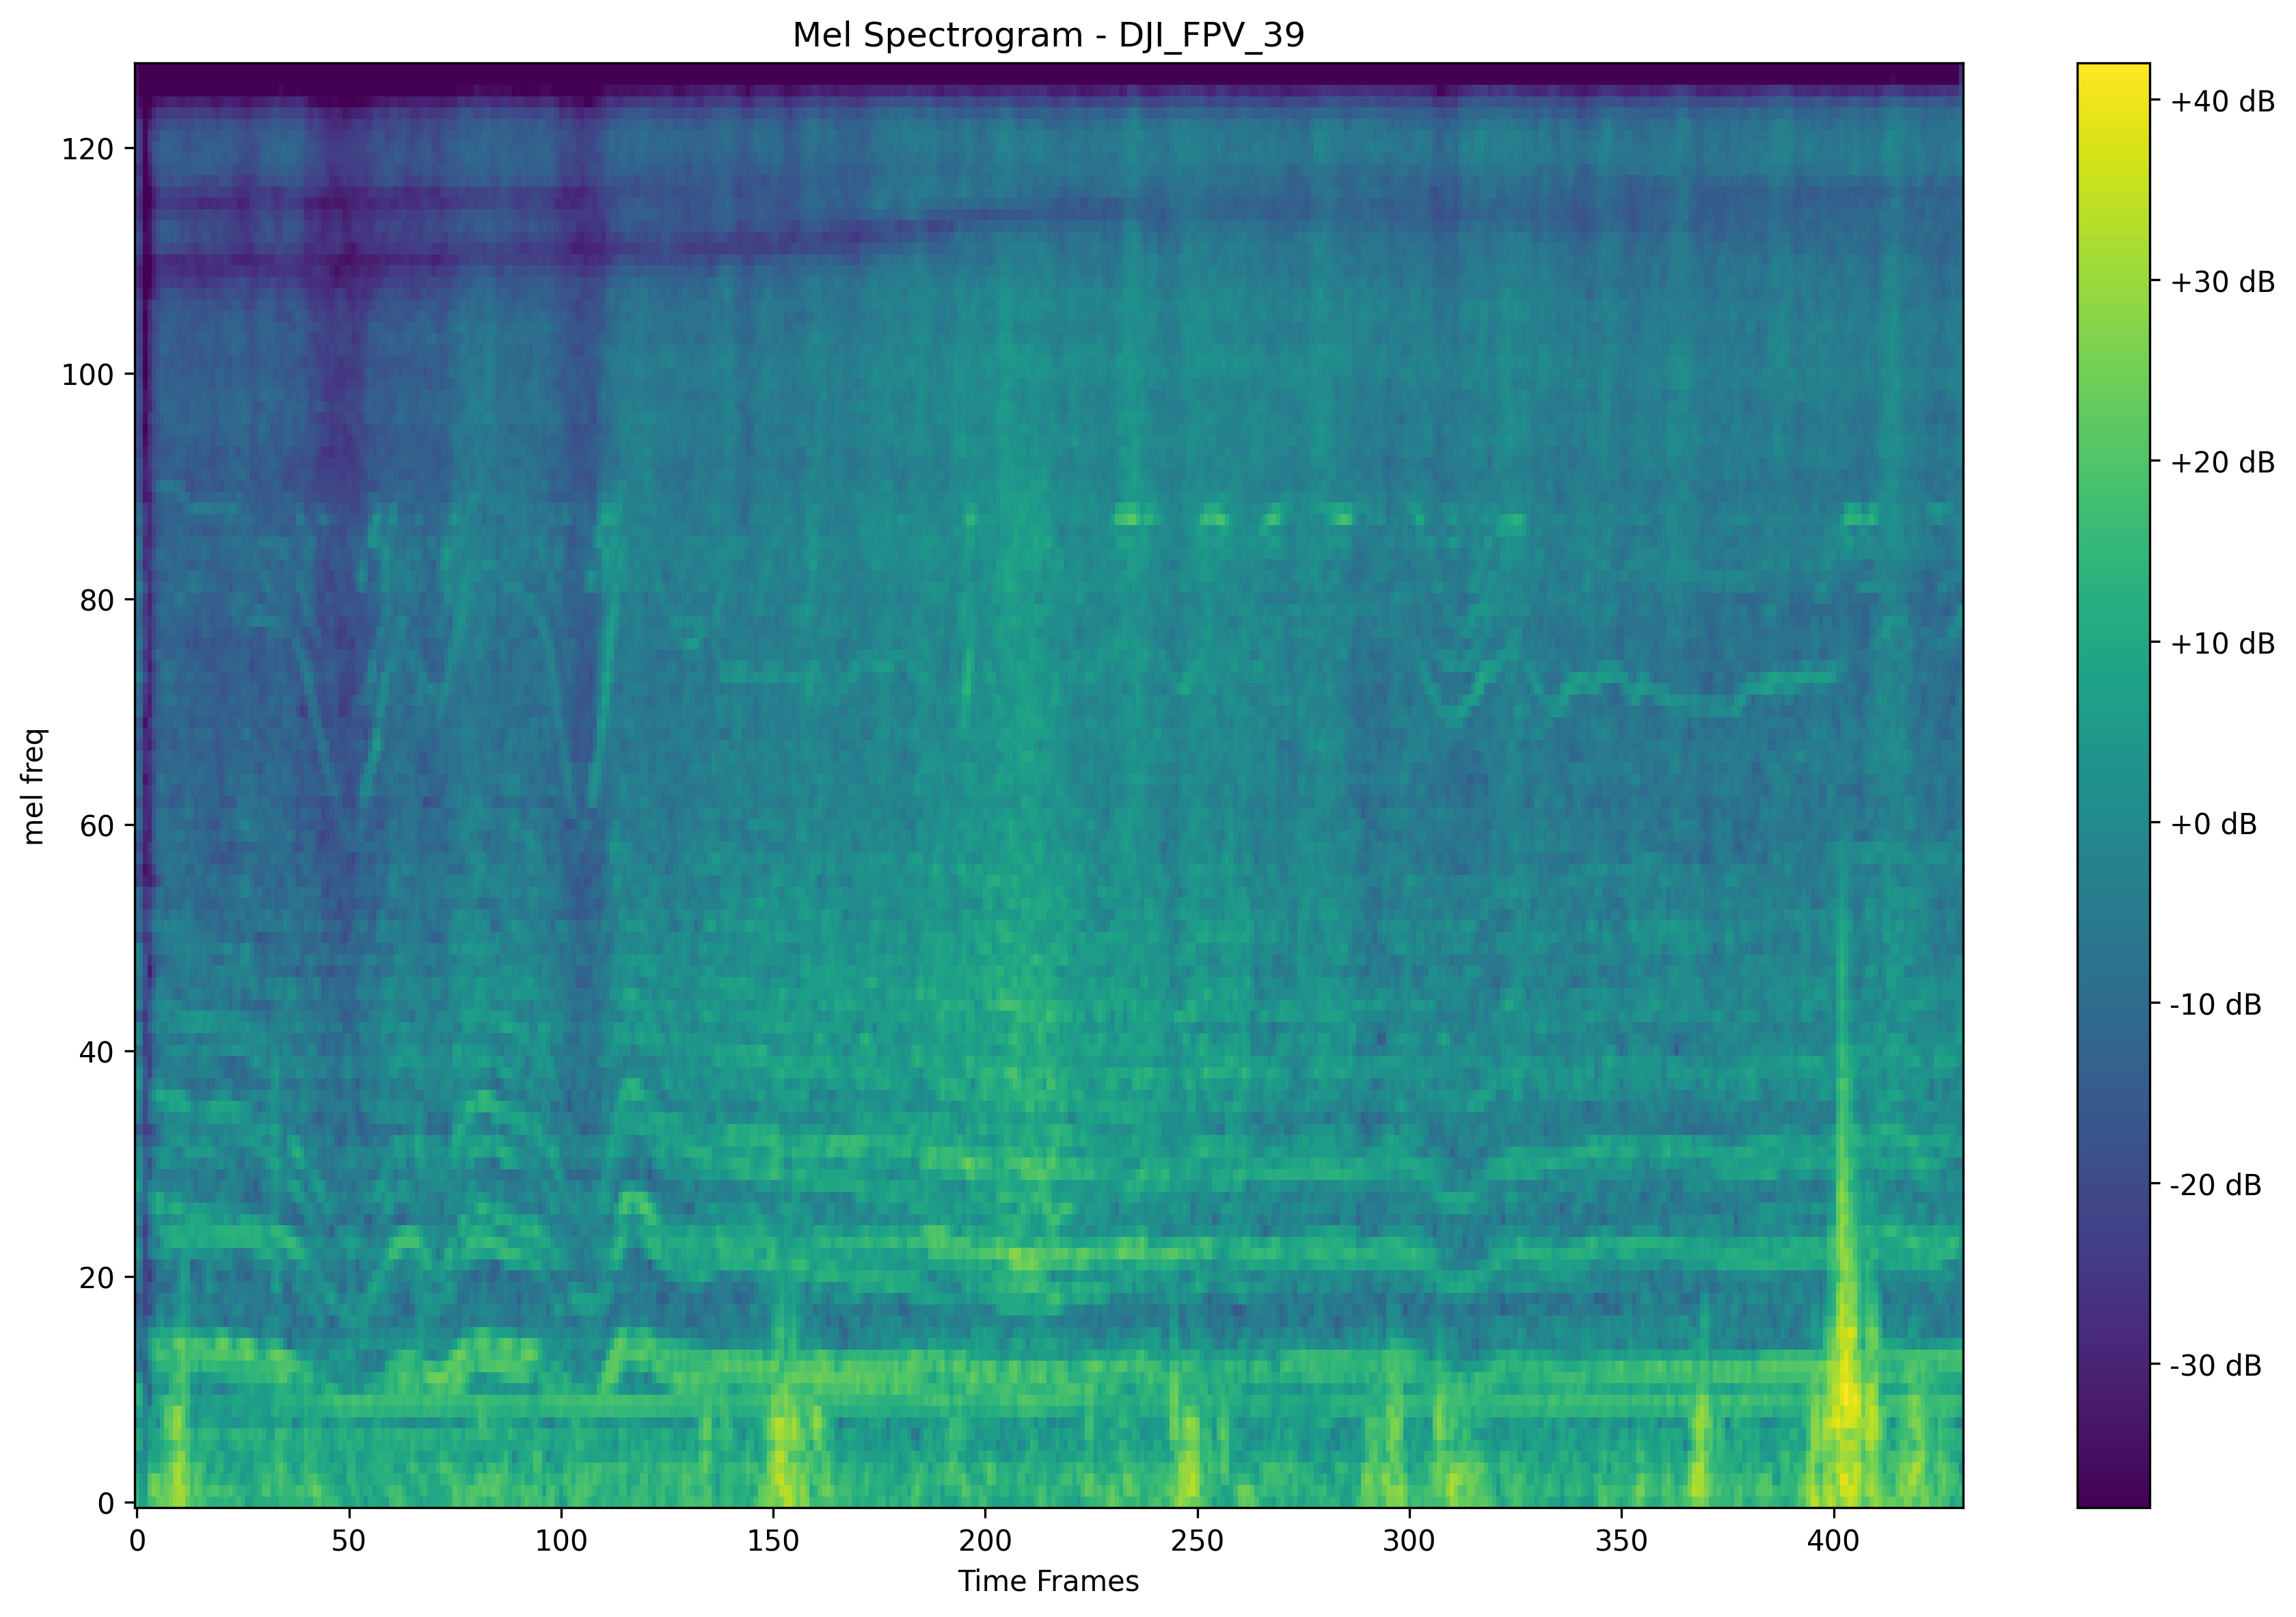 Mel Spectrogram - DJI_FPV_39
mel freq
120
100
80
60
40
20
0
0 50 100 150 200 250 300 350 400
Time Frames
+40 dB
+30 dB
+20 dB
+10 dB
+0 dB
-10 dB
-20 dB
-30 dB